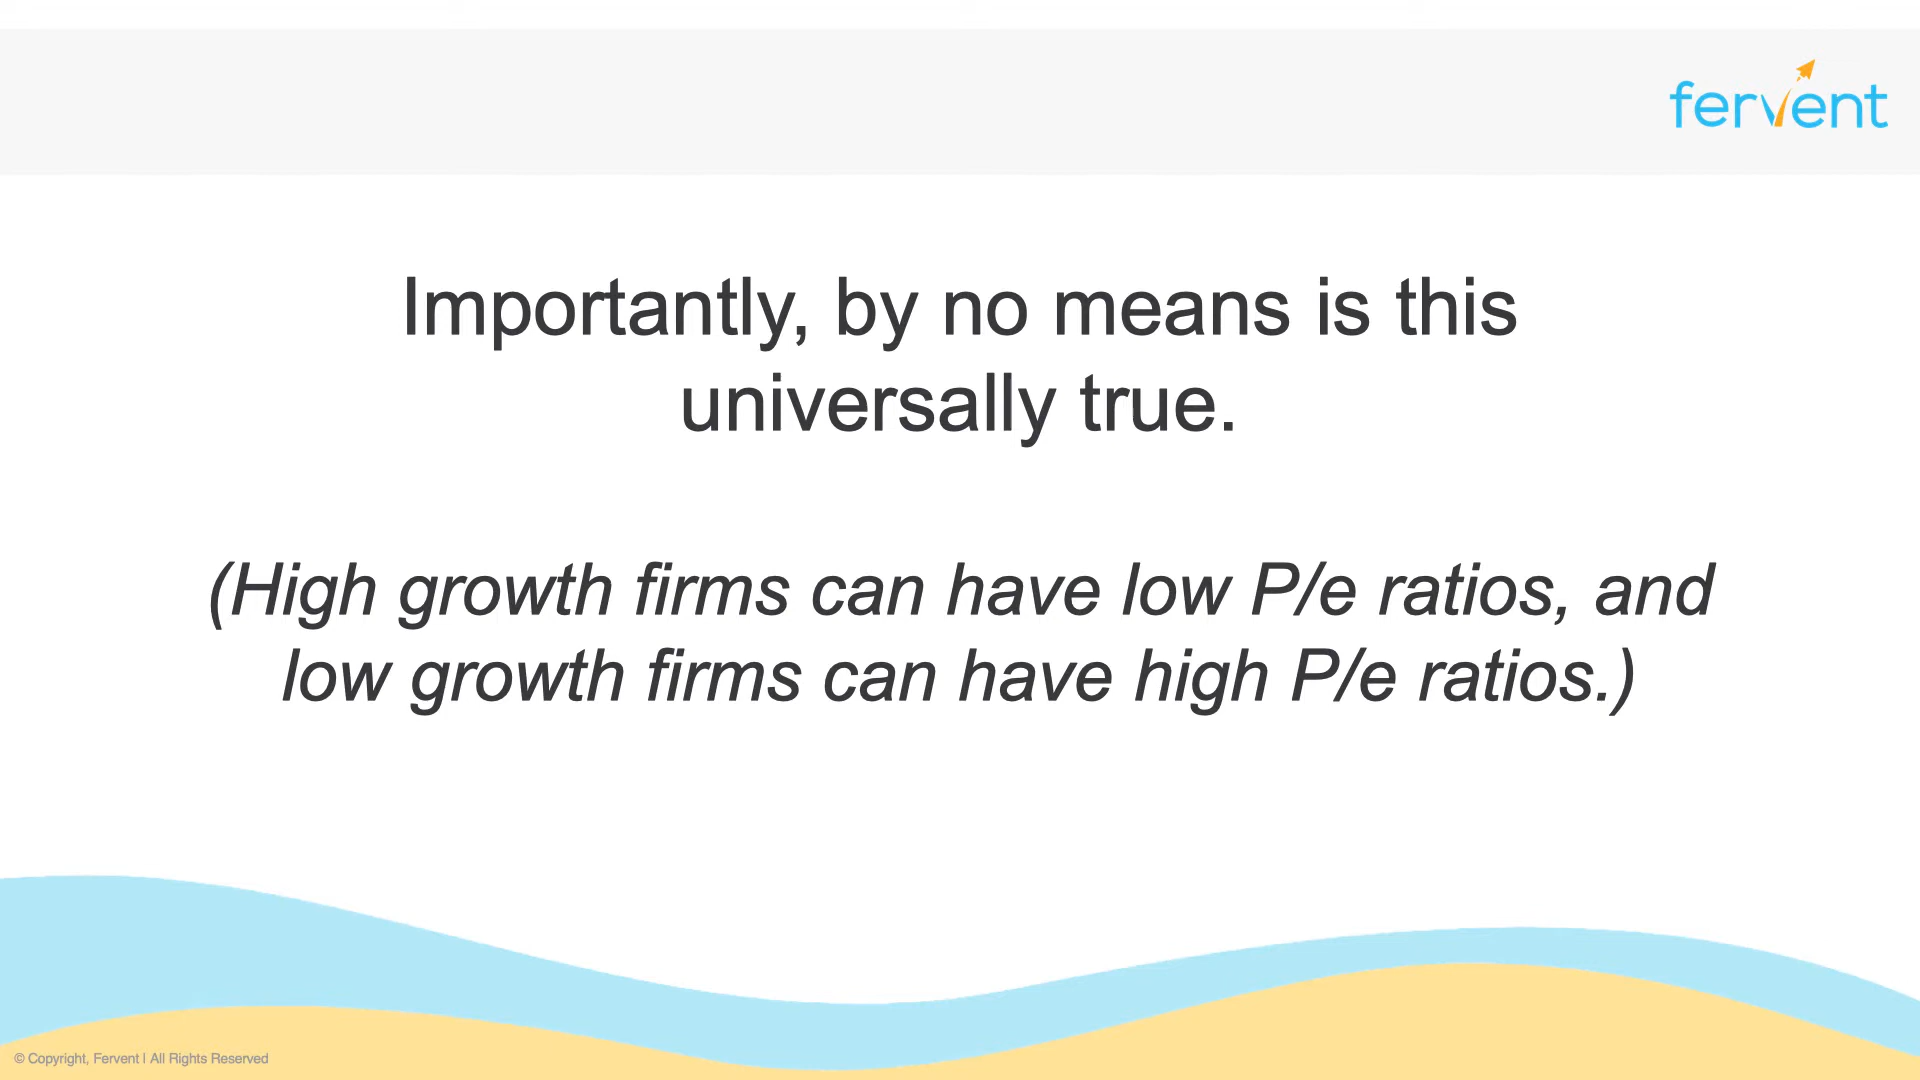 fervent
Importantly, by no means is this
universally true.
(High growth firms can have low P/e ratios, and
low growth firms can have high P/e ratios.)
© Copyright, Fervent | All Rights Reserved